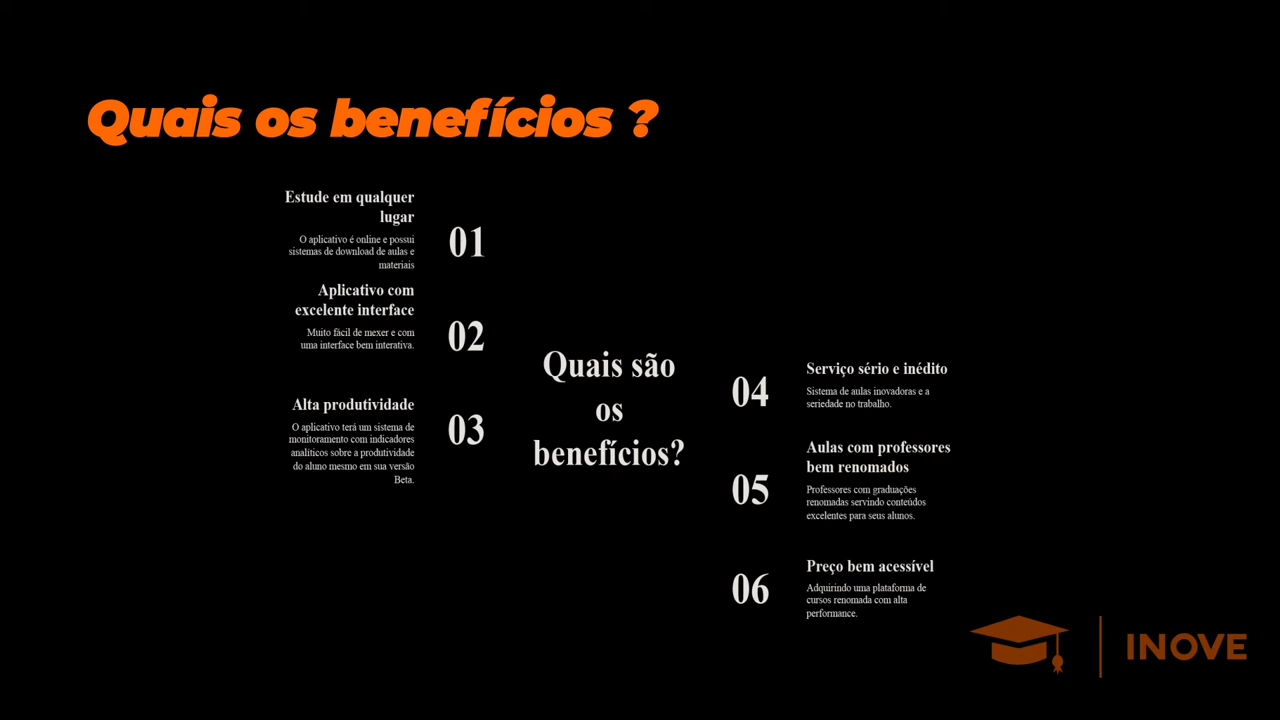 Quais os benefícios ?
Estude em qualquer
lugar
O aplicativo é online e possui
sistemas de download de aulas e
materiais
01
Aplicativo com
excelente interface
Muito fácil de mexer e com
uma interface bem interativa.
02
Alta produtividade
O aplicativo terá um sistema de
monitoramento com indicadores
analíticos sobre a produtividade
do aluno mesmo em sua versão
Beta.
03
Quais são
os
benefícios?
04
Serviço sério e inédito
Sistema de aulas inovadoras e a
seriedade no trabalho.
05
Aulas com professores
bem renomados
Professores com graduações
renomadas servindo conteúdos
excelentes para seus alunos.
06
Preço bem acessível
Adquirindo uma plataforma de
cursos renomada com alta
performance.
INOVE